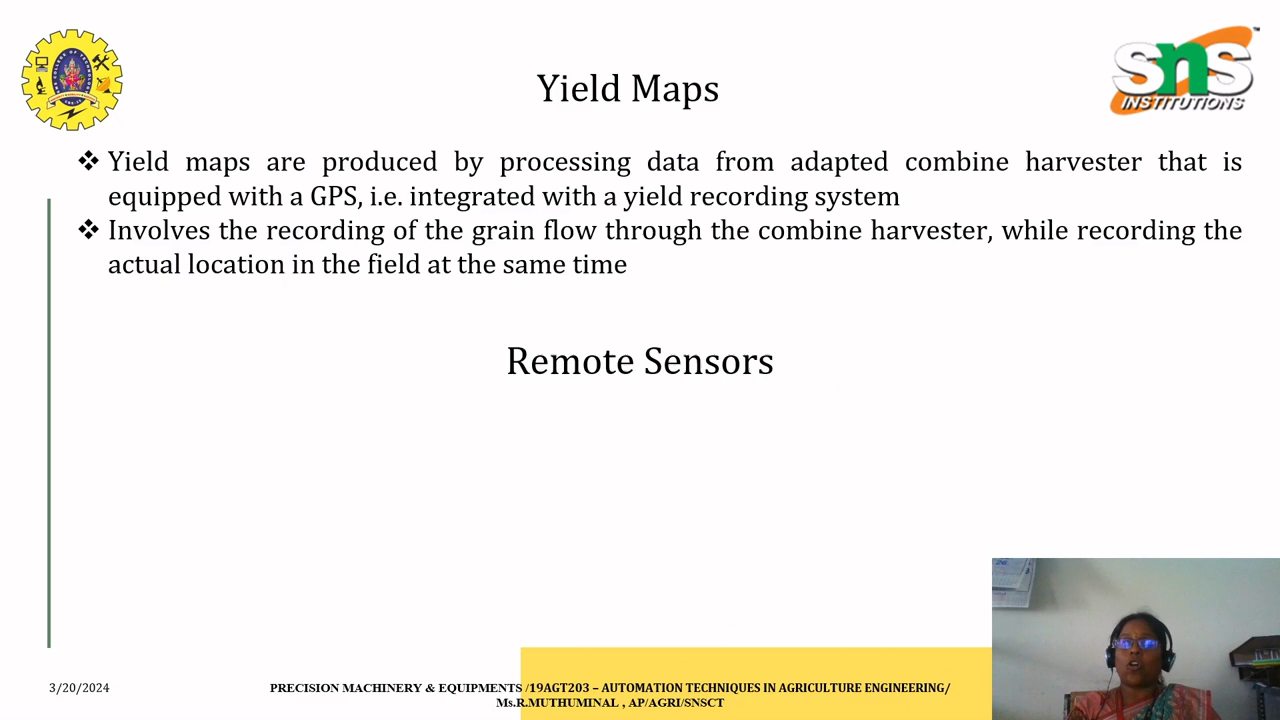 SNS
INSTITUTIONS
Yield Maps
❖ Yield maps are produced by processing data from adapted combine harvester that is
equipped with a GPS, i.e. integrated with a yield recording system
❖ Involves the recording of the grain flow through the combine harvester, while recording the
actual location in the field at the same time
Remote Sensors
3/20/2024
PRECISION MACHINERY & EQUIPMENTS /19AGT203 – AUTOMATION TECHNIQUES IN AGRICULTURE ENGINEERING/
Ms.R.MUTHUMINAL , AP/AGRI/SNSCT